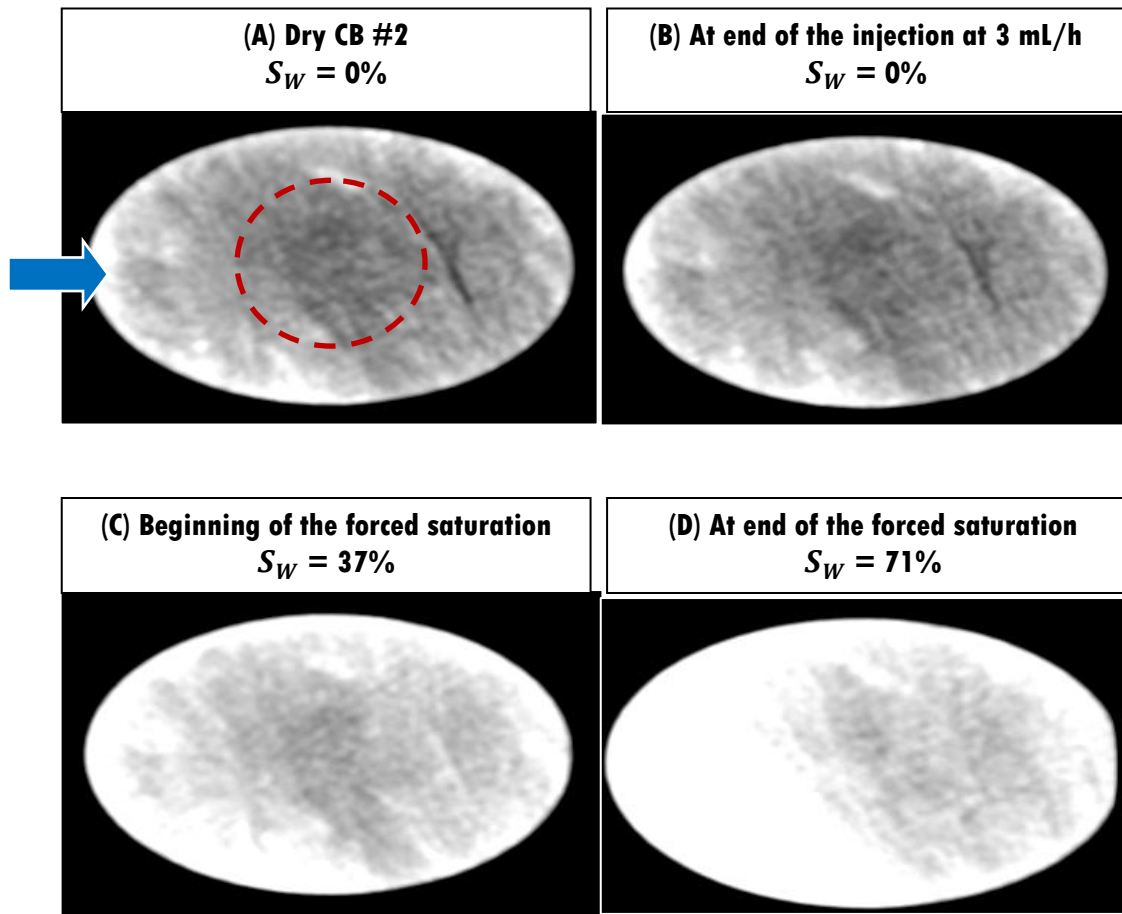 (A) Dry CB #2
S_W = 0%
(B) At end of the injection at 3 mL/h
S_W = 0%
(C) Beginning of the forced saturation
S_W = 37%
(D) At end of the forced saturation
S_W = 71%